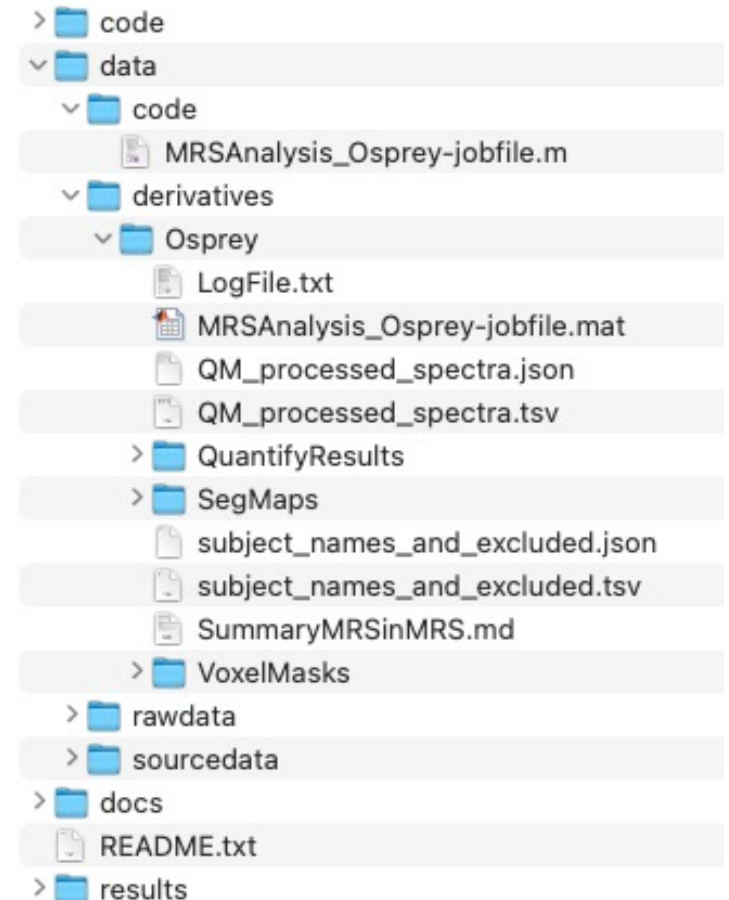 code
data
code
MRSAnalysis_Osprey-jobfile.m
derivatives
Osprey
LogFile.txt
MRSAnalysis_Osprey-jobfile.mat
QM_processed_spectra.json
QM_processed_spectra.tsv
QuantifyResults
SegMaps
subject_names_and_excluded.json
subject_names_and_excluded.tsv
SummaryMRSinMRS.md
VoxelMasks
rawdata
sourcedata
docs
README.txt
results